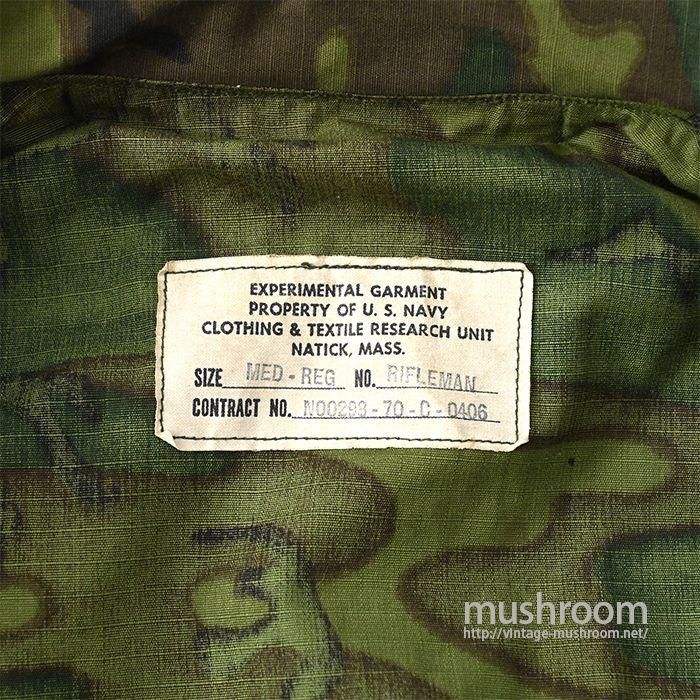 EXPERIMENTAL GARMENT
PROPERTY OF U. S. NAVY
CLOTHING & TEXTILE RESEARCH UNIT
NATICK, MASS.
SIZE MED-REG NO. RIFLEMAN
CONTRACT NO. N00298-70-C-0406
mushroom
http://vintage-mushroom.net/